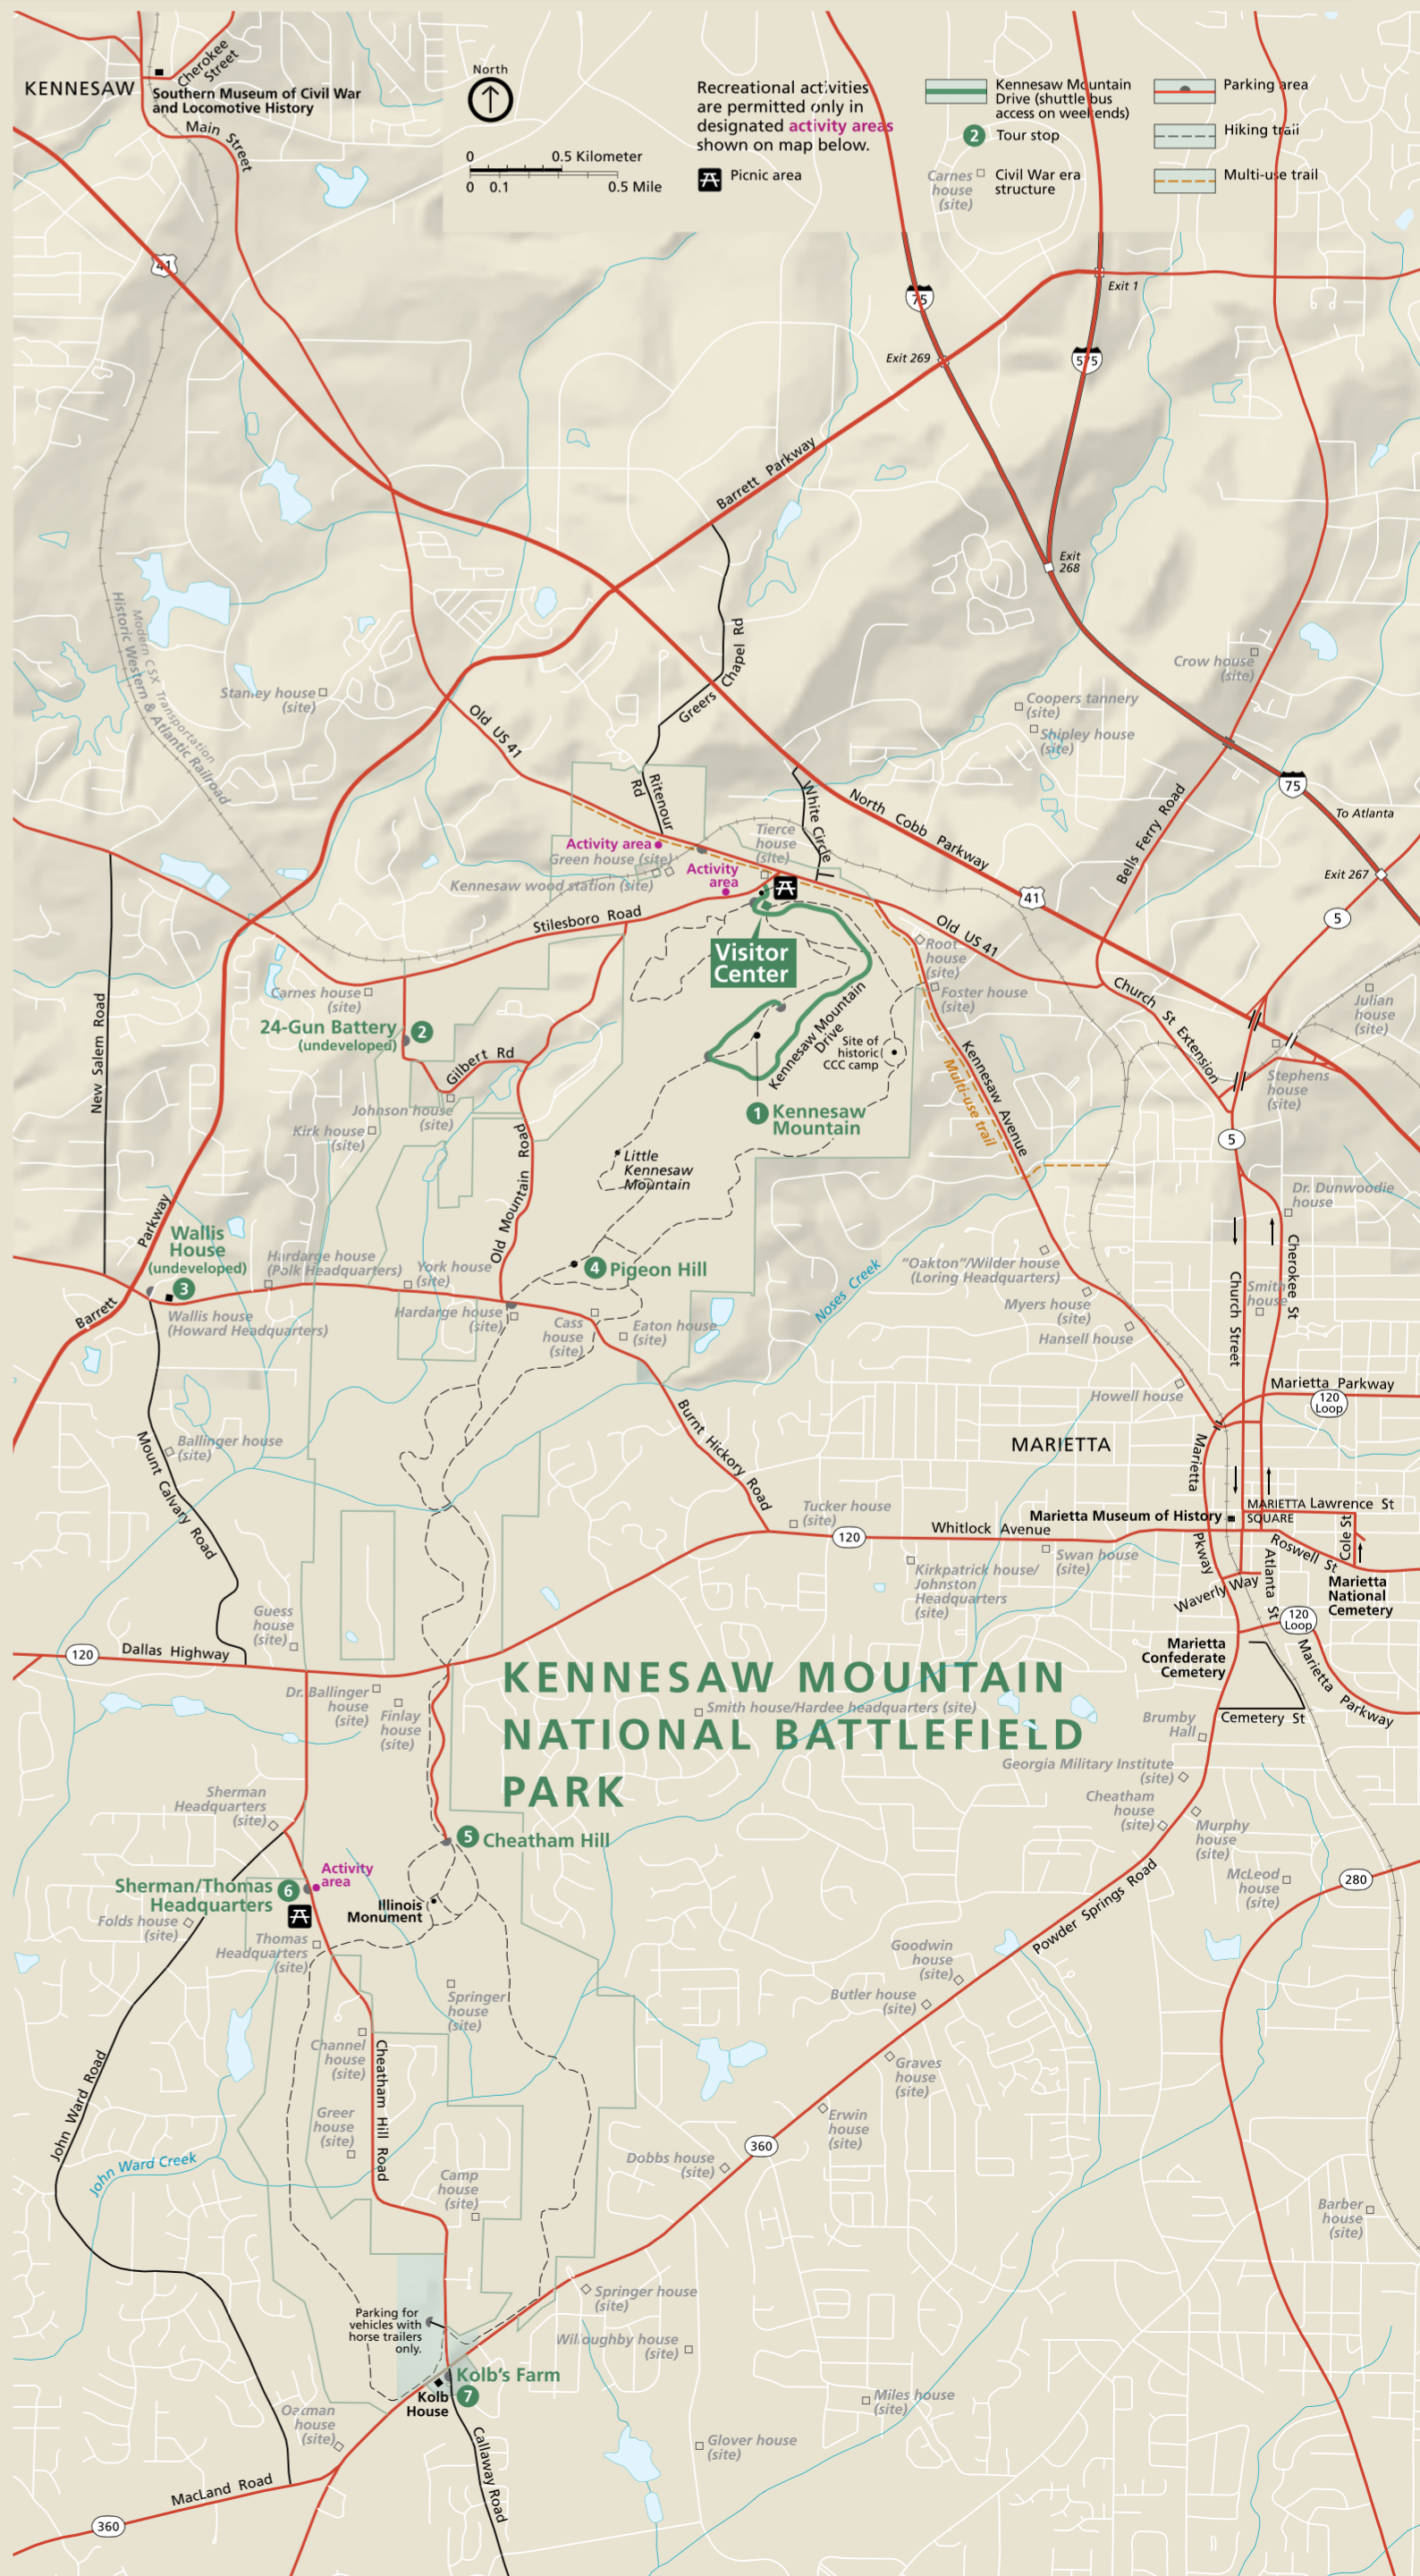 KENNESAW
Cherokee
Street
Southern Museum of Civil War
and Locomotive History
Main Street
North
0
0.5 Kilometer
0
0.1
0.5 Mile
Recreational activities
are permitted only in
designated activity areas
shown on map below.
Picnic area
Kennesaw Mountain
Drive (shuttle bus
access on weekends)
2
Tour stop
Carnes
house
(site)
Civil War era
structure
Parking area
Hiking trail
Multi-use trail
41
75
Exit 1
Exit 269
575
Barrett Parkway
Exit
268
Greers Chapel Rd
Historic Western & Atlantic Railroad
Modern CSX Transportation
Stanley house
(site)
Crow house
(site)
Coopers tannery
(site)
Shipley house
(site)
Old US 41
Ritenour
Rd
White Circle
75
To Atlanta
North Cobb Parkway
Bells Ferry Road
Tierce
house
(site)
Activity area
Green house (site)
Activity
area
Kennesaw wood station (site)
Exit 267
41
5
Stilesboro Road
Old US 41
Visitor
Center
Root
house
(site)
Foster house
(site)
Carnes house
(site)
24-Gun Battery
(undeveloped)
2
New Salem Road
Gilbert Rd
Kennesaw Mountain
Drive
Site of
historic
CCC camp
Church St Extension
Julian
house
(site)
Kennesaw Avenue
Multi-use trail
Stephens
house
(site)
Johnson house
(site)
Kirk house
(site)
1
Kennesaw
Mountain
5
Old Mountain Road
Little
Kennesaw
Mountain
Dr. Dunwoodie
house
Parkway
Wallis
House
(undeveloped)
3
Hardarge house
(Polk Headquarters)
York house
(site)
4
Pigeon Hill
Noses Creek
"Oakton"/Wilder house
(Loring Headquarters)
Cherokee St
Church Street
Smith
house
Barrett
Wallis house
(Howard Headquarters)
Hardarge house
(site)
Cass
house
(site)
Eaton house
(site)
Myers house
(site)
Hansell house
Marietta Parkway
120
Loop
Howell house
Burnt Hickory Road
Ballinger house
(site)
Mount Calvary Road
MARIETTA
Marietta
Pkway
Tucker house
(site)
Marietta Museum of History
MARIETTA
SQUARE
Lawrence St
Cole St
120
Whitlock Avenue
Swan house
(site)
Kirkpatrick house/
Johnston
Headquarters
(site)
Roswell St
Atlanta St
Waverly Way
Marietta
National
Cemetery
Guess
house
(site)
120
Loop
120
Dallas Highway
Marietta
Confederate
Cemetery
Marietta Parkway
KENNESAW MOUNTAIN
NATIONAL BATTLEFIELD
PARK
Dr. Ballinger
house
(site)
Finlay
house
(site)
Smith house/Hardee headquarters (site)
Cemetery St
Brumby
Hall
Georgia Military Institute
(site)
Cheatham
house
(site)
Sherman
Headquarters
(site)
Murphy
house
(site)
5
Cheatham Hill
Activity
area
Sherman/Thomas
Headquarters
6
McLeod
house
(site)
280
Illinois
Monument
Folds house
(site)
Thomas
Headquarters
(site)
Powder Springs Road
Goodwin
house
(site)
Springer
house
(site)
Butler house
(site)
Channel
house
(site)
Graves
house
(site)
Cheatham Hill Road
John Ward Road
Greer
house
(site)
Erwin
house
(site)
360
John Ward Creek
Camp
house
(site)
Dobbs house
(site)
Barber
house
(site)
Springer house
(site)
Parking for
vehicles with
horse trailers
only.
Willoughby house
(site)
Kolb's Farm
Kolb
House
7
Miles house
(site)
Oatman
house
(site)
Callaway Road
Glover house
(site)
MacLand Road
360